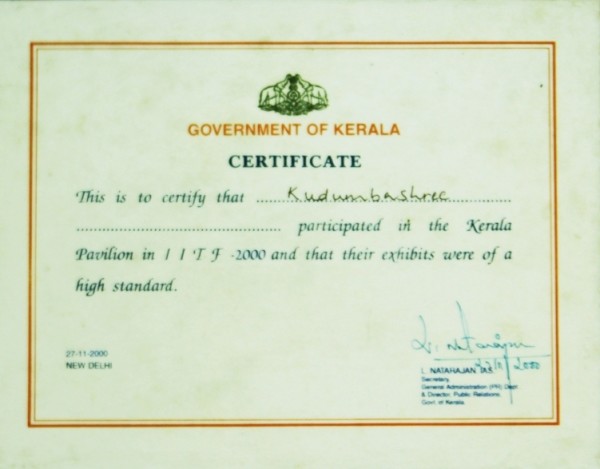 GOVERNMENT OF KERALA
CERTIFICATE
This is to certify that ..........Kudumbashree..........
.................................................. participated in the Kerala
Pavilion in I I T F -2000 and that their exhibits were of a
high standard.
L. Natarajan
27-11-2000
NEW DELHI
L. NATARAJAN IAS
Secretary,
General Administration (PR) Dept.
& Director, Public Relations,
Govt. of Kerala.